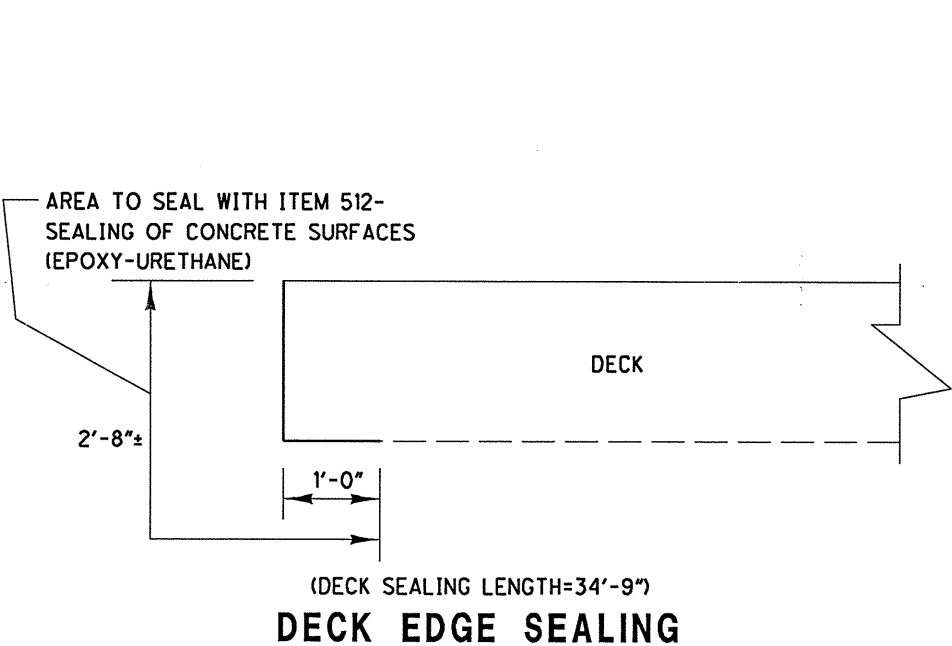 AREA TO SEAL WITH ITEM 512-
SEALING OF CONCRETE SURFACES
(EPOXY-URETHANE)
DECK
2'-8"±
1'-0"
(DECK SEALING LENGTH=34'-9")
DECK EDGE SEALING